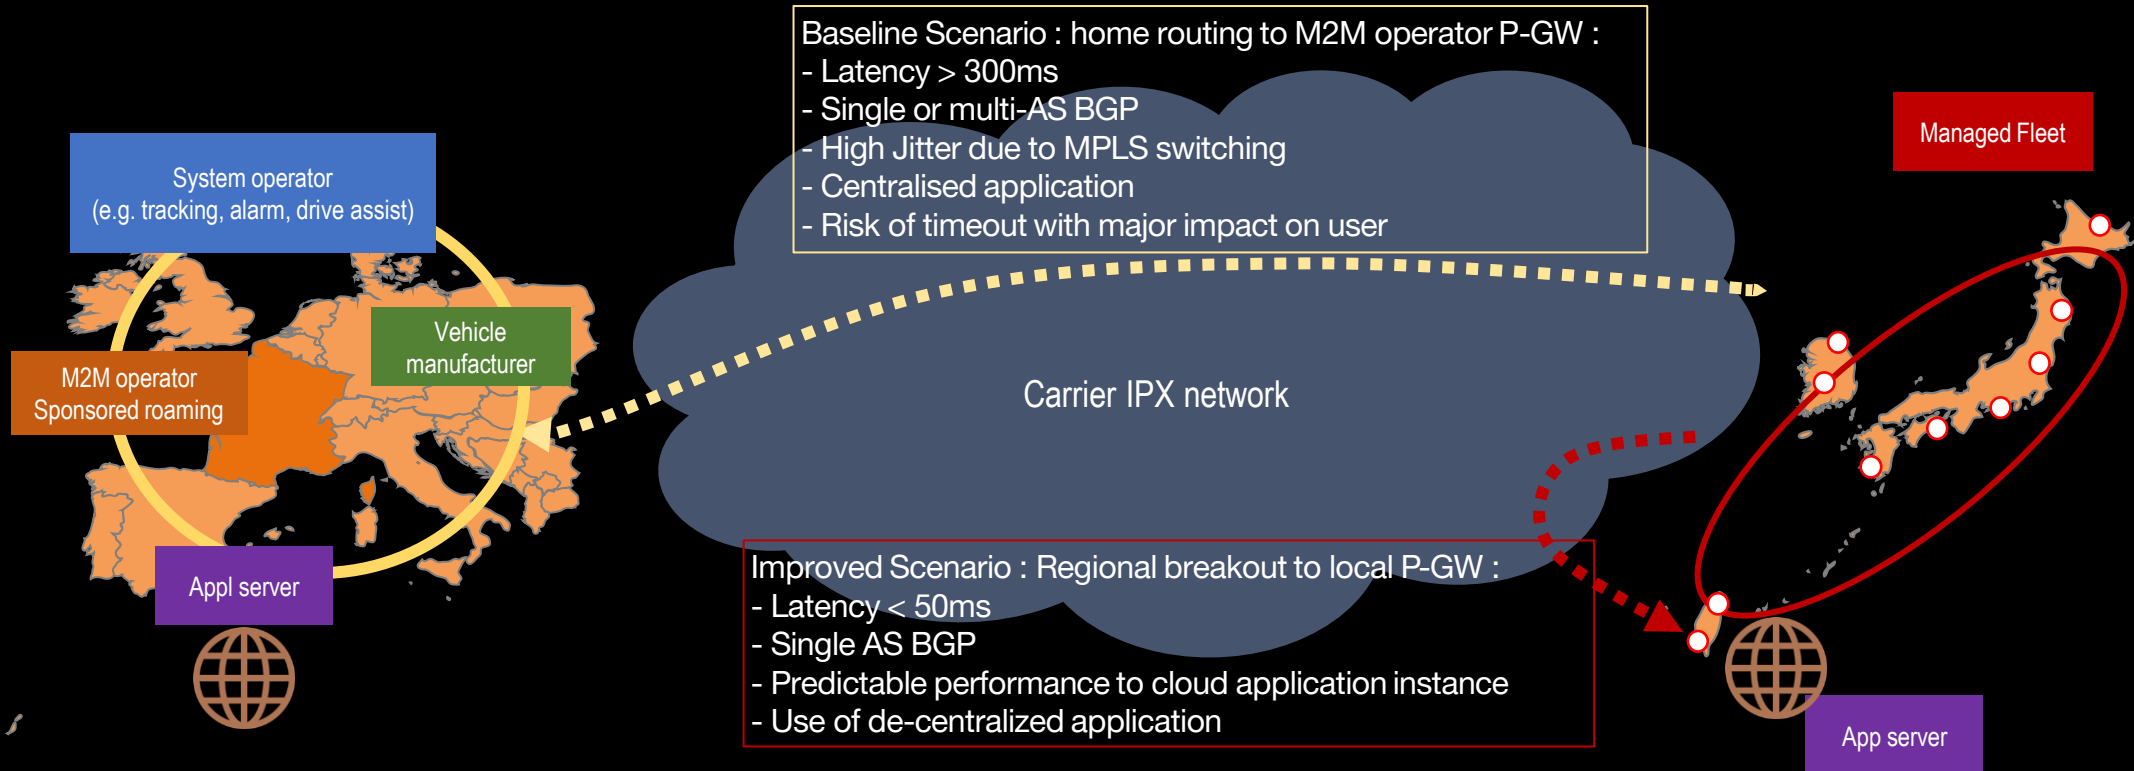 Baseline Scenario : home routing to M2M operator P-GW :
- Latency > 300ms
- Single or multi-AS BGP
- High Jitter due to MPLS switching
- Centralised application
- Risk of timeout with major impact on user
Managed Fleet
System operator
(e.g. tracking, alarm, drive assist)
Vehicle
manufacturer
M2M operator
Sponsored roaming
Carrier IPX network
Appl server
Improved Scenario : Regional breakout to local P-GW :
- Latency < 50ms
- Single AS BGP
- Predictable performance to cloud application instance
- Use of de-centralized application
App server